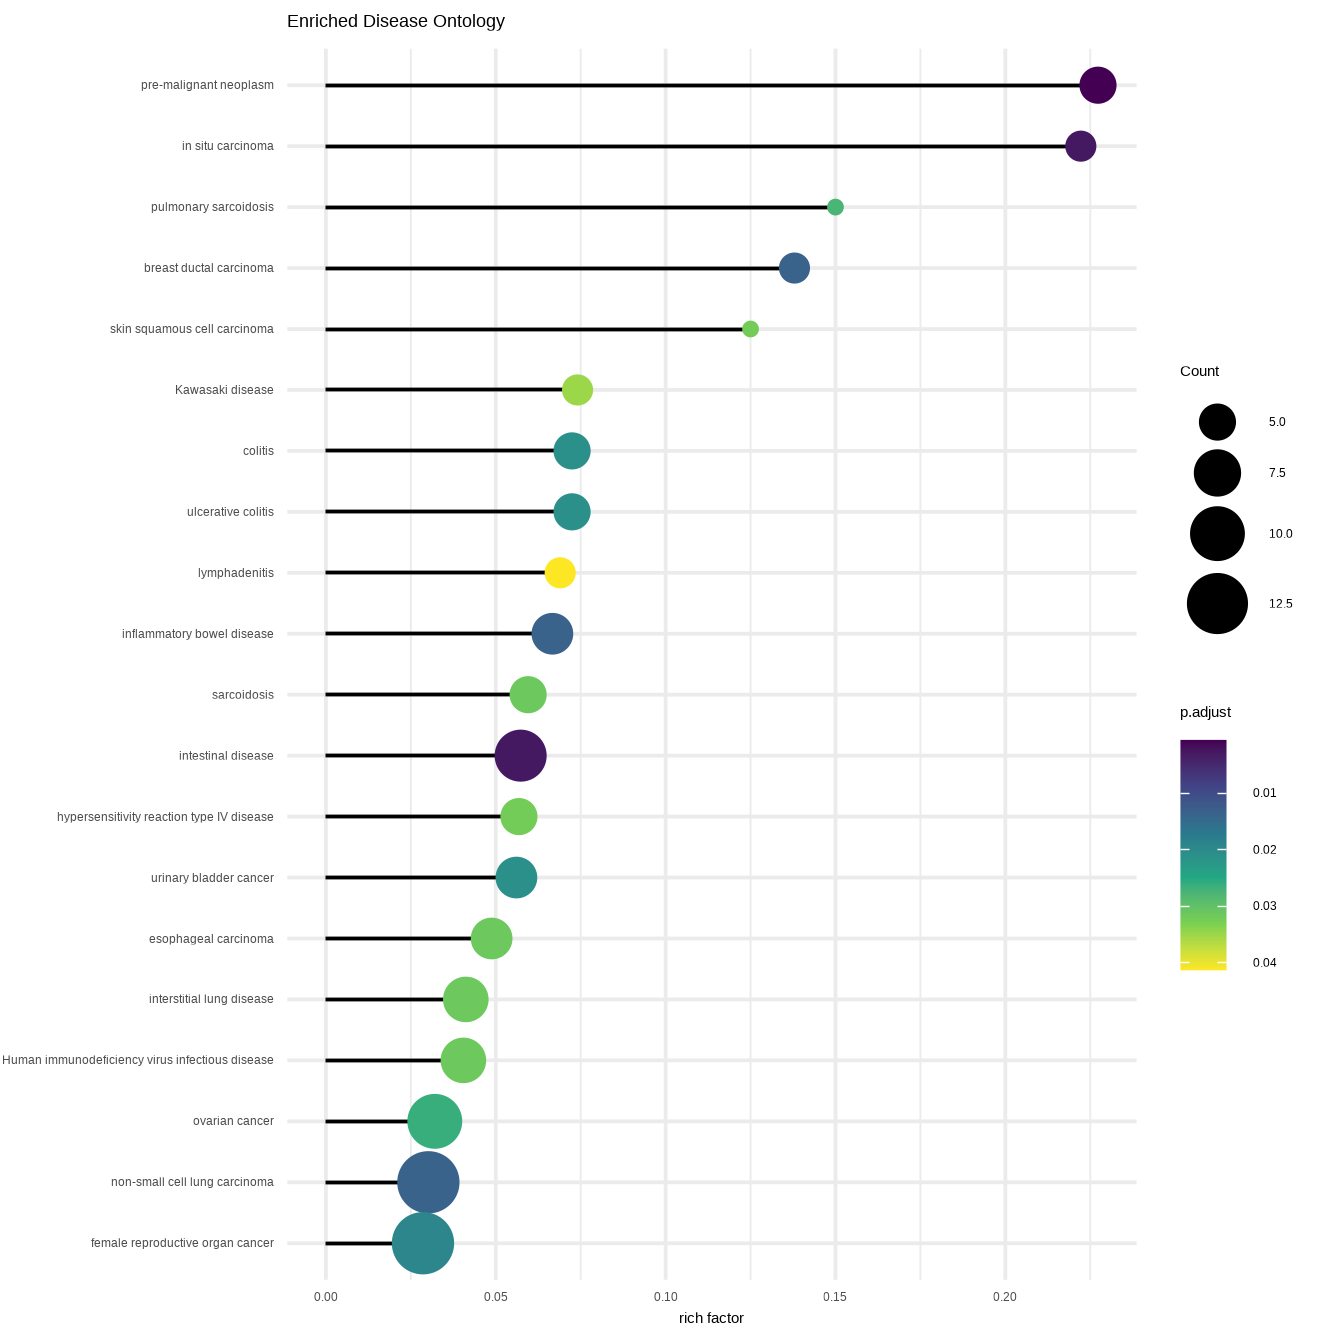 Enriched Disease Ontology
pre-malignant neoplasm
in situ carcinoma
pulmonary sarcoidosis
breast ductal carcinoma
skin squamous cell carcinoma
Kawasaki disease
colitis
ulcerative colitis
lymphadenitis
inflammatory bowel disease
sarcoidosis
intestinal disease
hypersensitivity reaction type IV disease
urinary bladder cancer
esophageal carcinoma
interstitial lung disease
Human immunodeficiency virus infectious disease
ovarian cancer
non-small cell lung carcinoma
female reproductive organ cancer
0.00 0.05 0.10 0.15 0.20
rich factor
Count
5.0
7.5
10.0
12.5
p.adjust
0.01
0.02
0.03
0.04